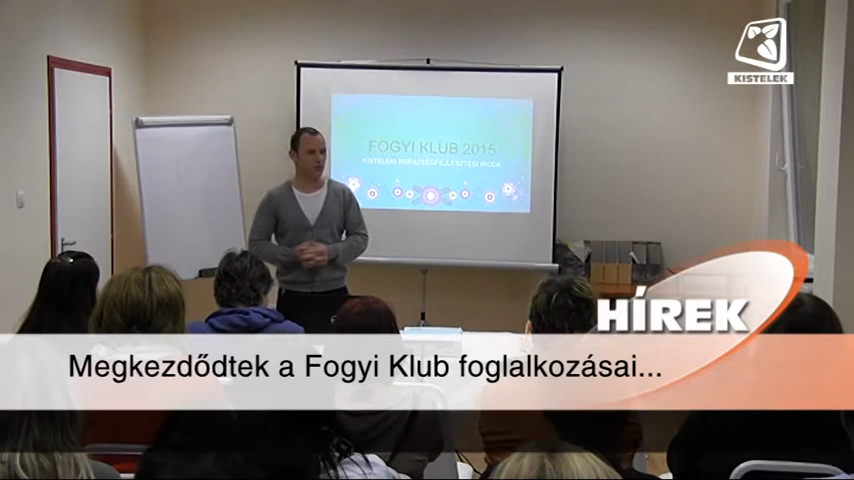 KISTELEK
FOGYI KLUB 2015
KISTELEKI EGÉSZSÉGFEJLESZTÉSI IRODA
HÍREK
Megkezdődtek a Fogyi Klub foglalkozásai...